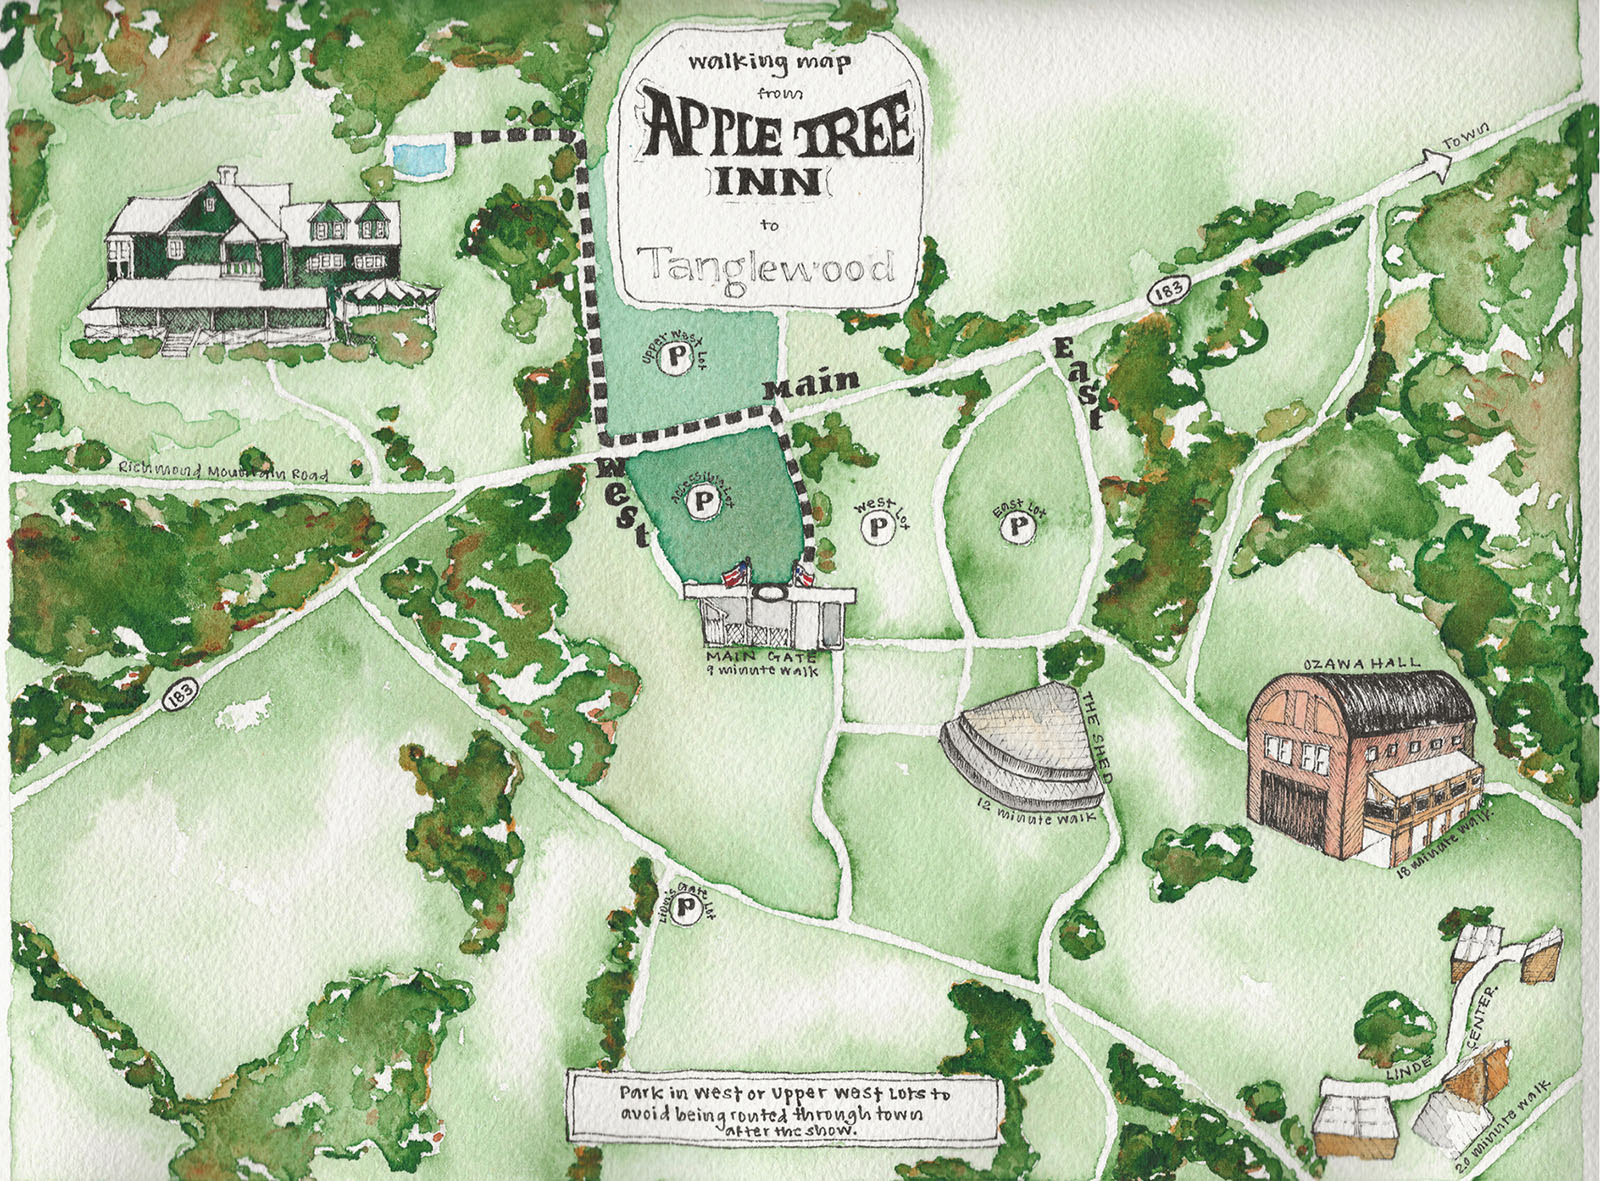 walking map
from
APPLE TREE
INN
to
Tanglewood
Town
183
Upper West Lot
P
Main
East
Richmond Mountain Road
West
Accessible Lot
P
West Lot
P
East Lot
P
MAIN GATE
9 minute walk
183
OZAWA HALL
18 minute walk.
THE SHED
12 minute walk
Lion's Gate Lot
P
LINDE CENTER.
20 minute walk
Park in West or Upper West Lots to
avoid being routed through town
after the show.